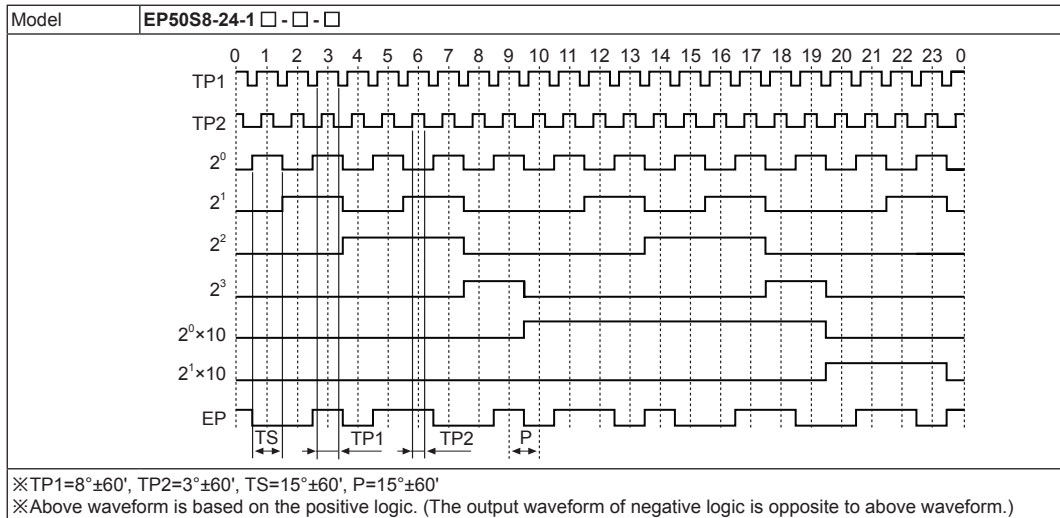 Model EP50S8-24-1 □ - □ - □
0 1 2 3 4 5 6 7 8 9 10 11 12 13 14 15 16 17 18 19 20 21 22 23 0
TP1
TP2
2⁰
2¹
2²
2³
2⁰×10
2¹×10
EP
TS TP1 TP2 P
※TP1=8°±60', TP2=3°±60', TS=15°±60', P=15°±60'
※Above waveform is based on the positive logic. (The output waveform of negative logic is opposite to above waveform.)